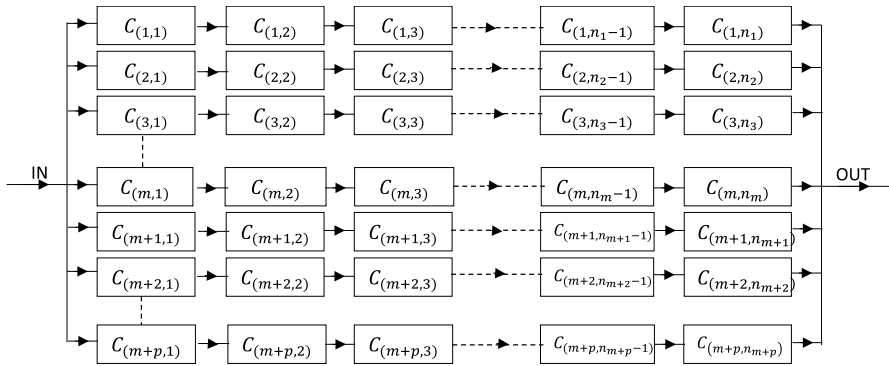 C(1,1) C(1,2) C(1,3) C(1,n₁−1) C(1,n₁)
C(2,1) C(2,2) C(2,3) C(2,n₂−1) C(2,n₂)
C(3,1) C(3,2) C(3,3) C(3,n₃−1) C(3,n₃)
IN OUT
C(m,1) C(m,2) C(m,3) C(m,nₘ−1) C(m,nₘ)
C(m+1,1) C(m+1,2) C(m+1,3) C(m+1,nₘ₊₁−1) C(m+1,nₘ₊₁)
C(m+2,1) C(m+2,2) C(m+2,3) C(m+2,nₘ₊₂−1) C(m+2,nₘ₊₂)
C(m+p,1) C(m+p,2) C(m+p,3) C(m+p,nₘ₊ₚ−1) C(m+p,nₘ₊ₚ)